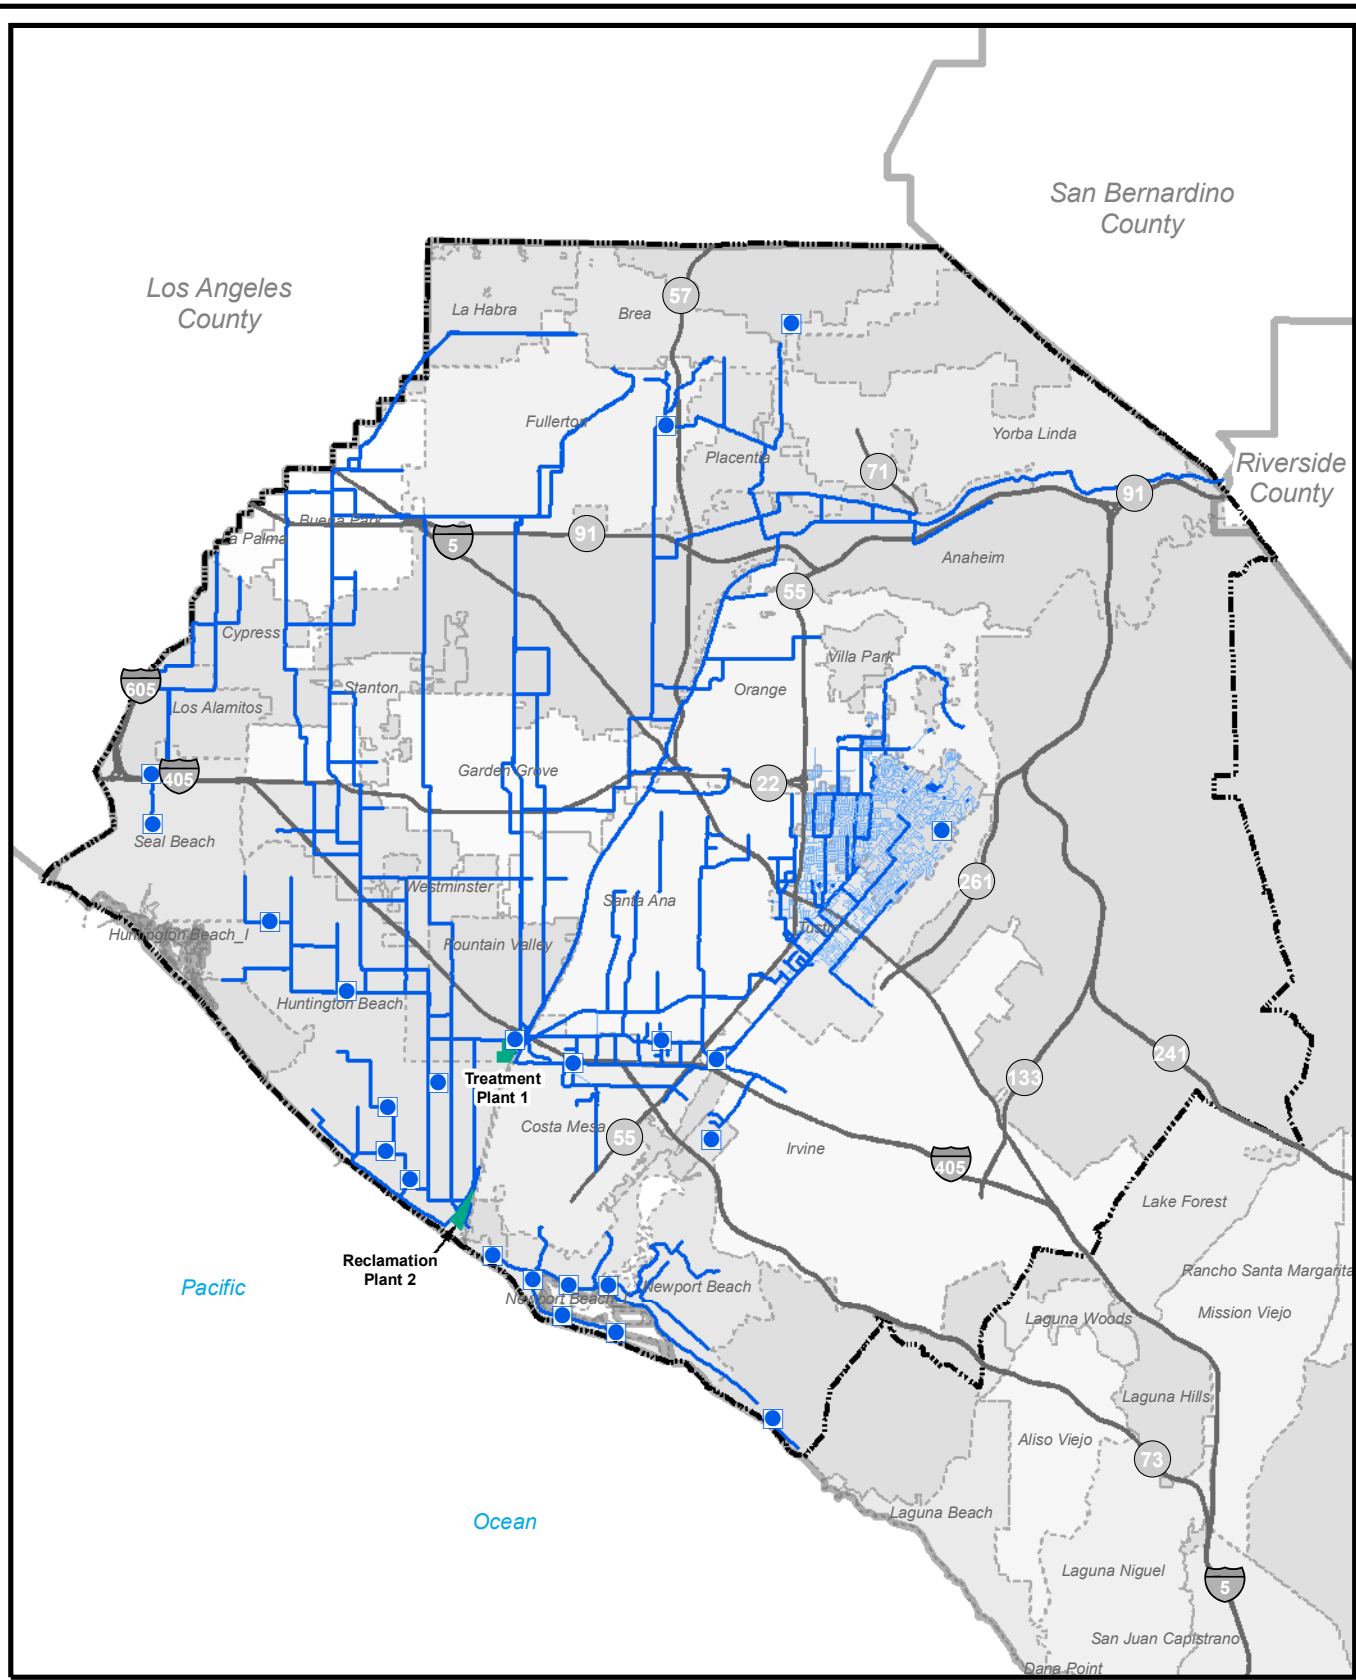 San Bernardino
County
Los Angeles
County
La Habra
57
Brea
Fullerton
Yorba Linda
Placentia
71
Riverside
County
91
Buena Park
La Palma
5
91
Anaheim
55
Cypress
Villa Park
605
Stanton
Orange
Los Alamitos
405
Garden Grove
22
Seal Beach
261
Westminster
Santa Ana
Tustin
Huntington Beach_I
Fountain Valley
Huntington Beach
241
133
Treatment
Plant 1
Costa Mesa
55
Irvine
405
Lake Forest
Reclamation
Plant 2
Rancho Santa Margarita
Pacific
Newport Beach
Newport Beach_I
Laguna Woods
Mission Viejo
Laguna Hills
Aliso Viejo
73
Laguna Beach
Ocean
Laguna Niguel
5
San Juan Capistrano
Dana Point